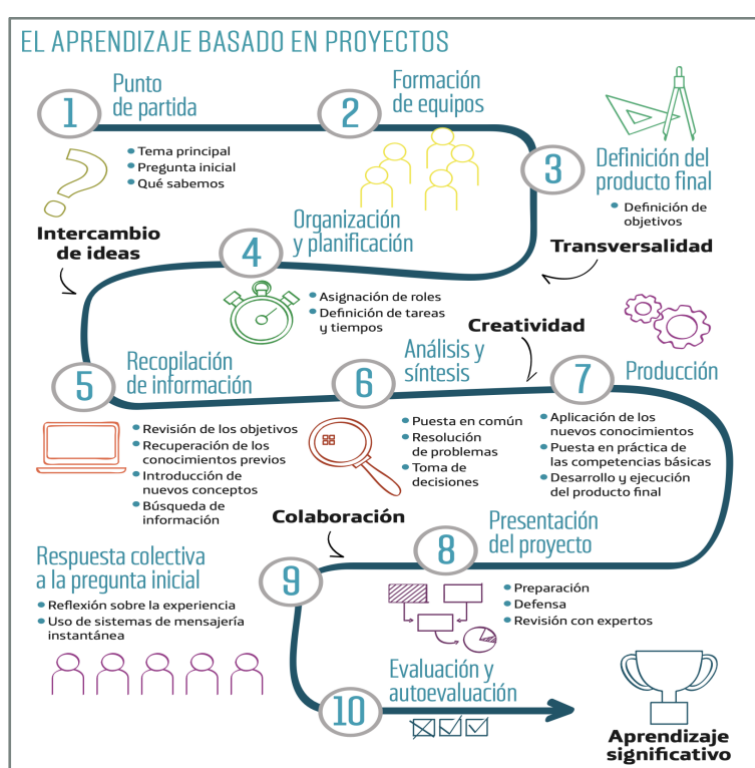 EL APRENDIZAJE BASADO EN PROYECTOS
1
Punto
de partida
• Tema principal
• Pregunta inicial
• Qué sabemos
2
Formación
de equipos
3
Definición del
producto final
• Definición de
objetivos
Transversalidad
4
Organización
y planificación
• Asignación de roles
• Definición de tareas
y tiempos
Intercambio
de ideas
5
Recopilación
de información
• Revisión de los objetivos
• Recuperación de los
conocimientos previos
• Introducción de
nuevos conceptos
• Búsqueda de
información
6
Análisis y
síntesis
• Puesta en común
• Resolución
de problemas
• Toma de
decisiones
Creatividad
7
Producción
• Aplicación de los
nuevos conocimientos
• Puesta en práctica de
las competencias básicas
• Desarrollo y ejecución
del producto final
8
Presentación
del proyecto
• Preparación
• Defensa
• Revisión con expertos
Colaboración
9
Respuesta colectiva
a la pregunta inicial
• Reflexión sobre la experiencia
• Uso de sistemas de mensajería
instantánea
10
Evaluación y
autoevaluación
Aprendizaje
significativo